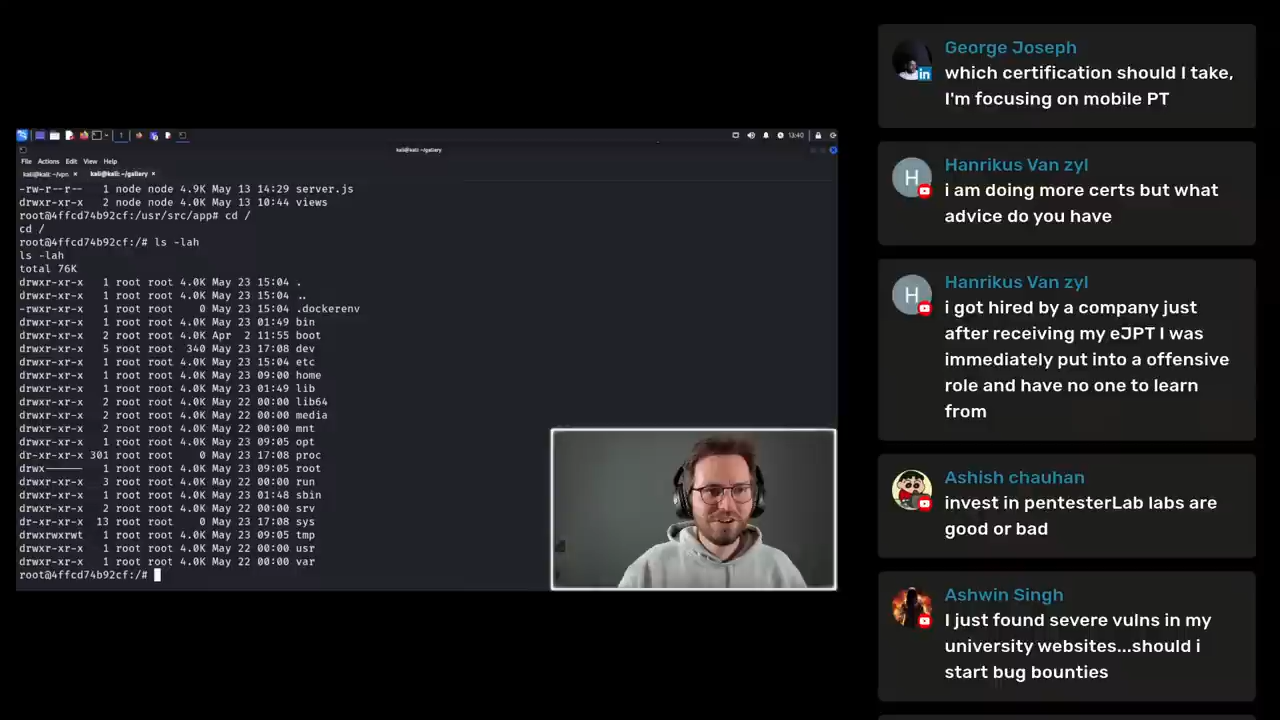 13:40
kali@kali: ~/gallery
File Actions Edit View Help
kali@kali: ~/vpn × kali@kali: ~/gallery ×
-rw-r--r-- 1 node node 4.9K May 13 14:29 server.js
drwxr-xr-x 2 node node 4.0K May 13 10:44 views
root@4ffcd74b92cf:/usr/src/app# cd /
cd /
root@4ffcd74b92cf:/# ls -lah
ls -lah
total 76K
drwxr-xr-x 1 root root 4.0K May 23 15:04 .
drwxr-xr-x 1 root root 4.0K May 23 15:04 ..
-rwxr-xr-x 1 root root 0 May 23 15:04 .dockerenv
drwxr-xr-x 1 root root 4.0K May 23 01:49 bin
drwxr-xr-x 2 root root 4.0K Apr 2 11:55 boot
drwxr-xr-x 5 root root 340 May 23 17:08 dev
drwxr-xr-x 1 root root 4.0K May 23 15:04 etc
drwxr-xr-x 1 root root 4.0K May 23 09:00 home
drwxr-xr-x 1 root root 4.0K May 23 01:49 lib
drwxr-xr-x 2 root root 4.0K May 22 00:00 lib64
drwxr-xr-x 2 root root 4.0K May 22 00:00 media
drwxr-xr-x 2 root root 4.0K May 22 00:00 mnt
drwxr-xr-x 1 root root 4.0K May 23 09:05 opt
dr-xr-xr-x 301 root root 0 May 23 17:08 proc
drwx------ 1 root root 4.0K May 23 09:05 root
drwxr-xr-x 3 root root 4.0K May 22 00:00 run
drwxr-xr-x 1 root root 4.0K May 23 01:48 sbin
drwxr-xr-x 2 root root 4.0K May 22 00:00 srv
dr-xr-xr-x 13 root root 0 May 23 17:08 sys
drwxrwxrwt 1 root root 4.0K May 23 09:05 tmp
drwxr-xr-x 1 root root 4.0K May 22 00:00 usr
drwxr-xr-x 1 root root 4.0K May 22 00:00 var
root@4ffcd74b92cf:/#
George Joseph
which certification should I take,
I'm focusing on mobile PT
in
Hanrikus Van zyl
i am doing more certs but what
advice do you have
H
Hanrikus Van zyl
i got hired by a company just
after receiving my eJPT I was
immediately put into a offensive
role and have no one to learn
from
H
Ashish chauhan
invest in pentesterLab labs are
good or bad
Ashwin Singh
I just found severe vulns in my
university websites...should i
start bug bounties